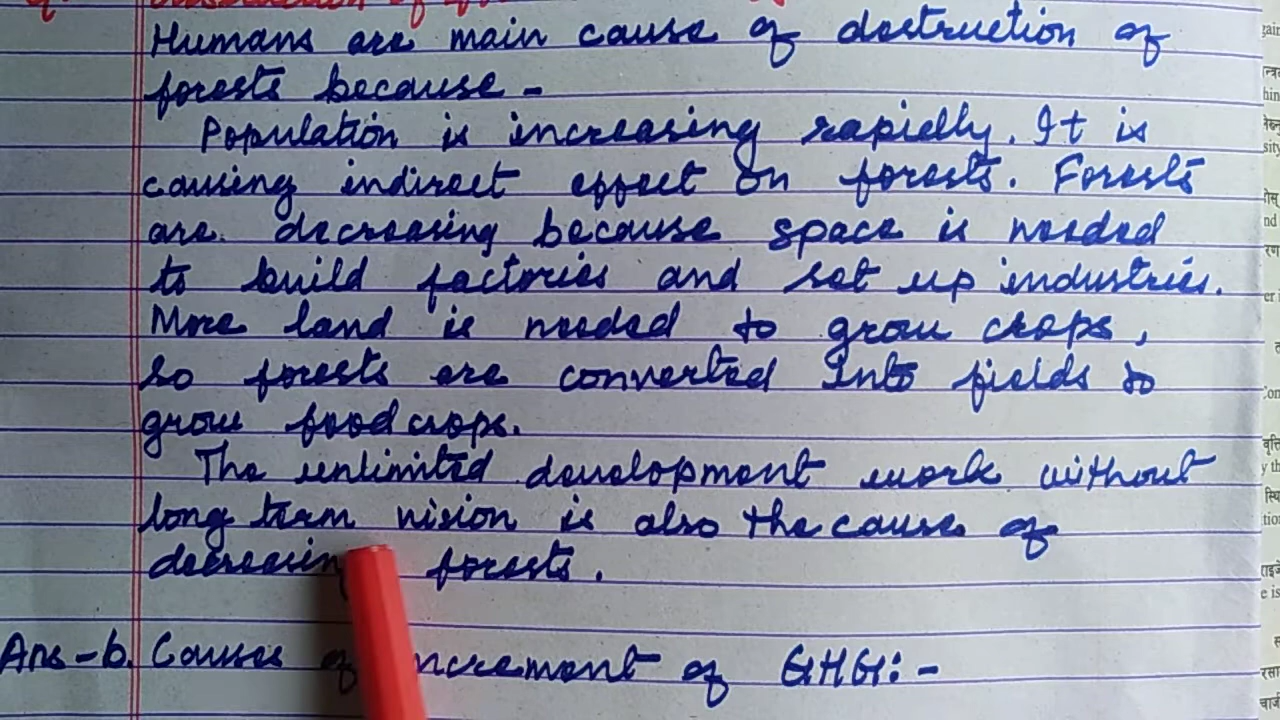 Humans are main cause of destruction of
forests because -
Population is increasing rapidly. It is
causing indirect effect on forests. Forests
are decreasing because space is needed
to build factories and set up industries.
More land is needed to grow crops,
so forests are converted into fields to
grow food crops.
The unlimited development work without
long term vision is also the cause of
decreasing forests.
Ans-b. Causes of increment of GHG:-